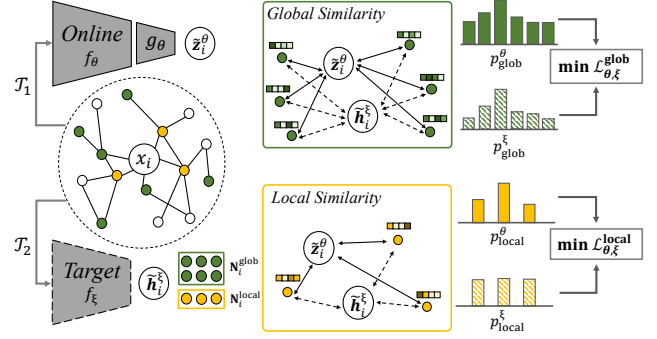 Online
f_θ
g_θ
z̃_i^θ
𝒯_1
x_i
𝒯_2
Target
f_ξ
h̃_i^ξ
N_i^glob
N_i^local
Global Similarity
z̃_i^θ
h̃_i^ξ
p_glob^θ
p_glob^ξ
min ℒ_θ,ξ^glob
Local Similarity
z̃_i^θ
h̃_i^ξ
p_local^θ
p_local^ξ
min ℒ_θ,ξ^local